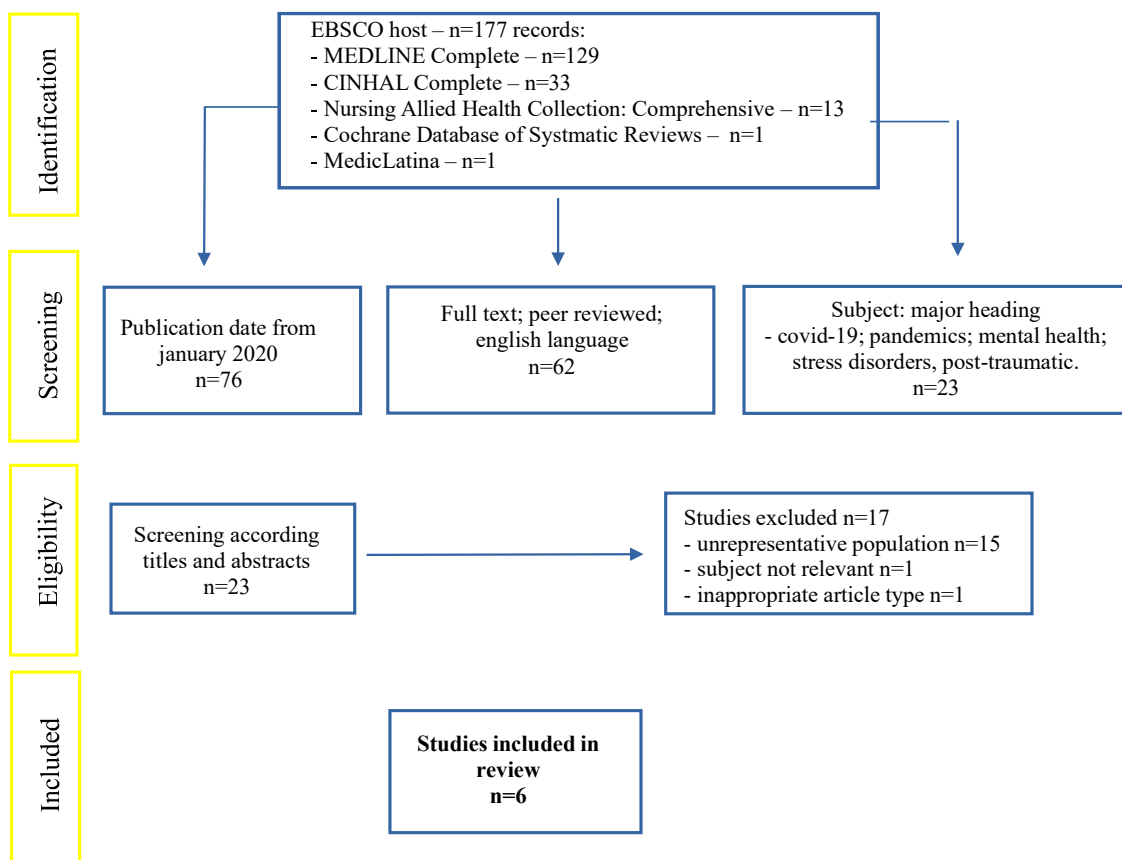 Identification
EBSCO host – n=177 records:
- MEDLINE Complete – n=129
- CINHAL Complete – n=33
- Nursing Allied Health Collection: Comprehensive – n=13
- Cochrane Database of Systmatic Reviews – n=1
- MedicLatina – n=1
Screening
Publication date from
january 2020
n=76
Full text; peer reviewed;
english language
n=62
Subject: major heading
- covid-19; pandemics; mental health;
stress disorders, post-traumatic.
n=23
Eligibility
Screening according
titles and abstracts
n=23
Studies excluded n=17
- unrepresentative population n=15
- subject not relevant n=1
- inappropriate article type n=1
Included
Studies included in
review
n=6